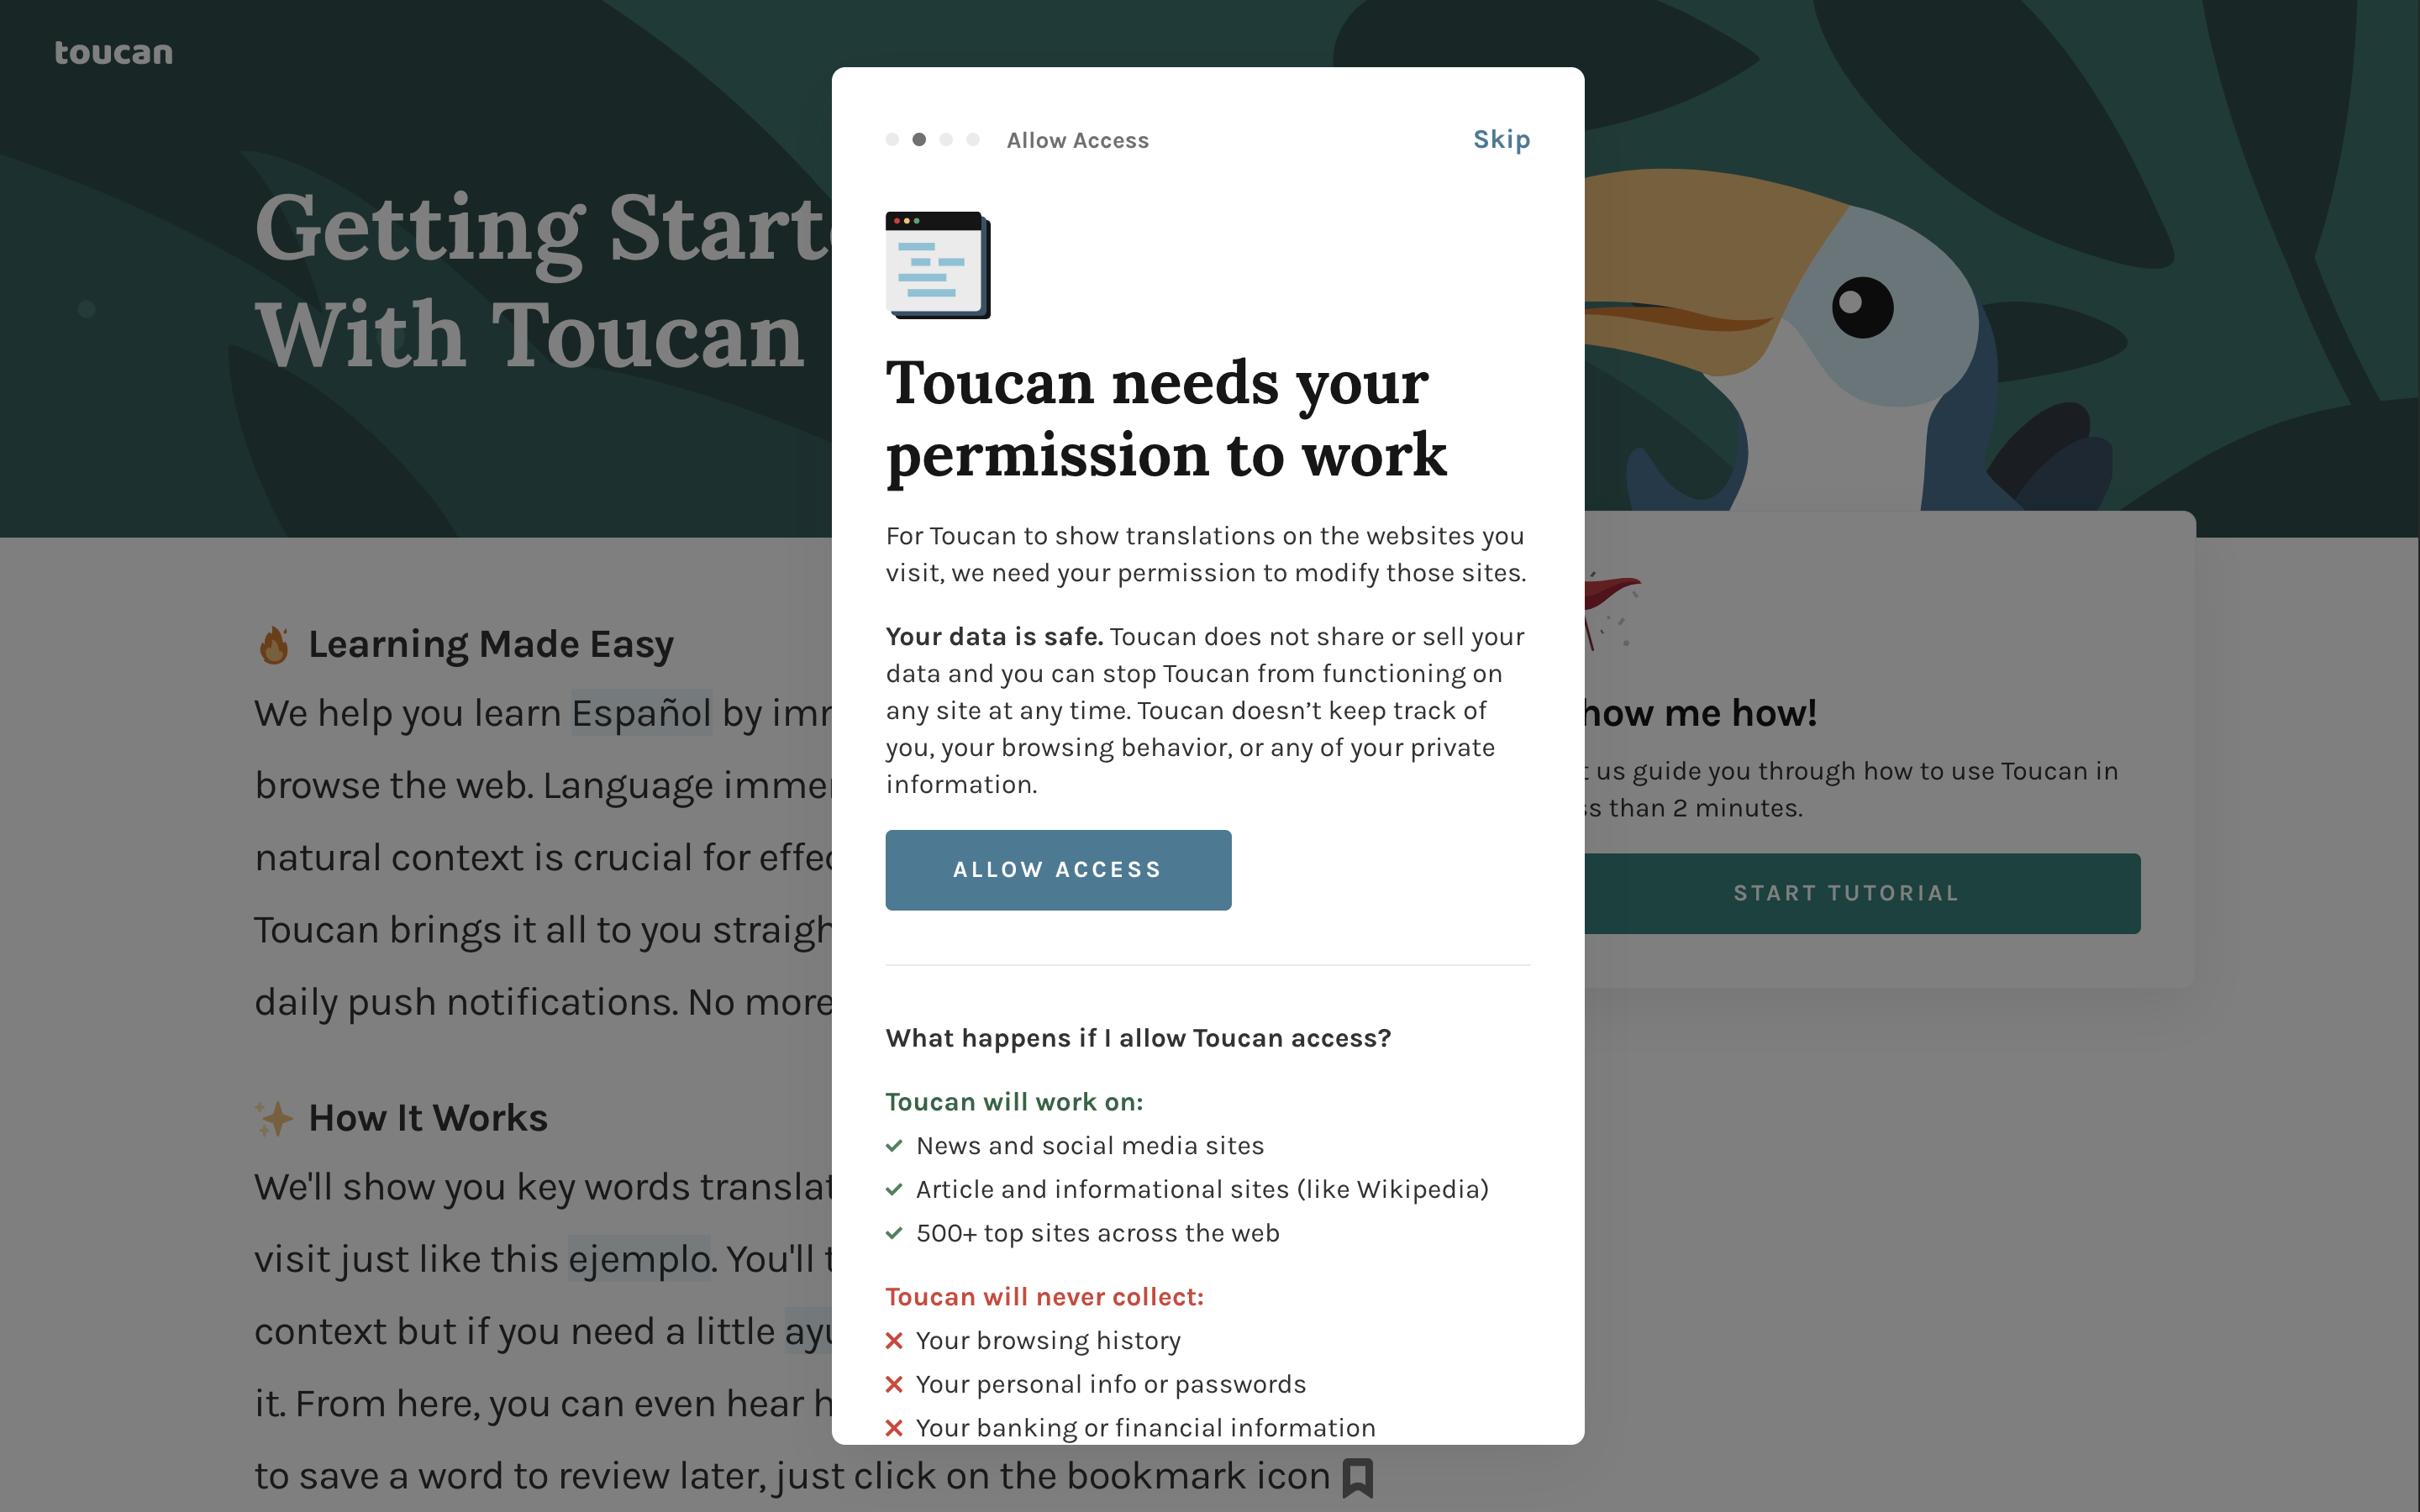 toucan
Getting Start
With Toucan
Allow Access
Skip
Toucan needs your
permission to work
For Toucan to show translations on the websites you
visit, we need your permission to modify those sites.
Your data is safe. Toucan does not share or sell your
data and you can stop Toucan from functioning on
any site at any time. Toucan doesn’t keep track of
you, your browsing behavior, or any of your private
information.
ALLOW ACCESS
What happens if I allow Toucan access?
Toucan will work on:
News and social media sites
Article and informational sites (like Wikipedia)
500+ top sites across the web
Toucan will never collect:
Your browsing history
Your personal info or passwords
Your banking or financial information
Learning Made Easy
We help you learn Español by
browse the web. Language
natural context is crucial for
Toucan brings it all to you
daily push notifications. No more
How It Works
We'll show you key words
visit just like this ejemplo. You'll
context but if you need a little
it. From here, you can even hear
to save a word to review later, just click on the bookmark icon
how me how!
us guide you through how to use Toucan in
than 2 minutes.
START TUTORIAL